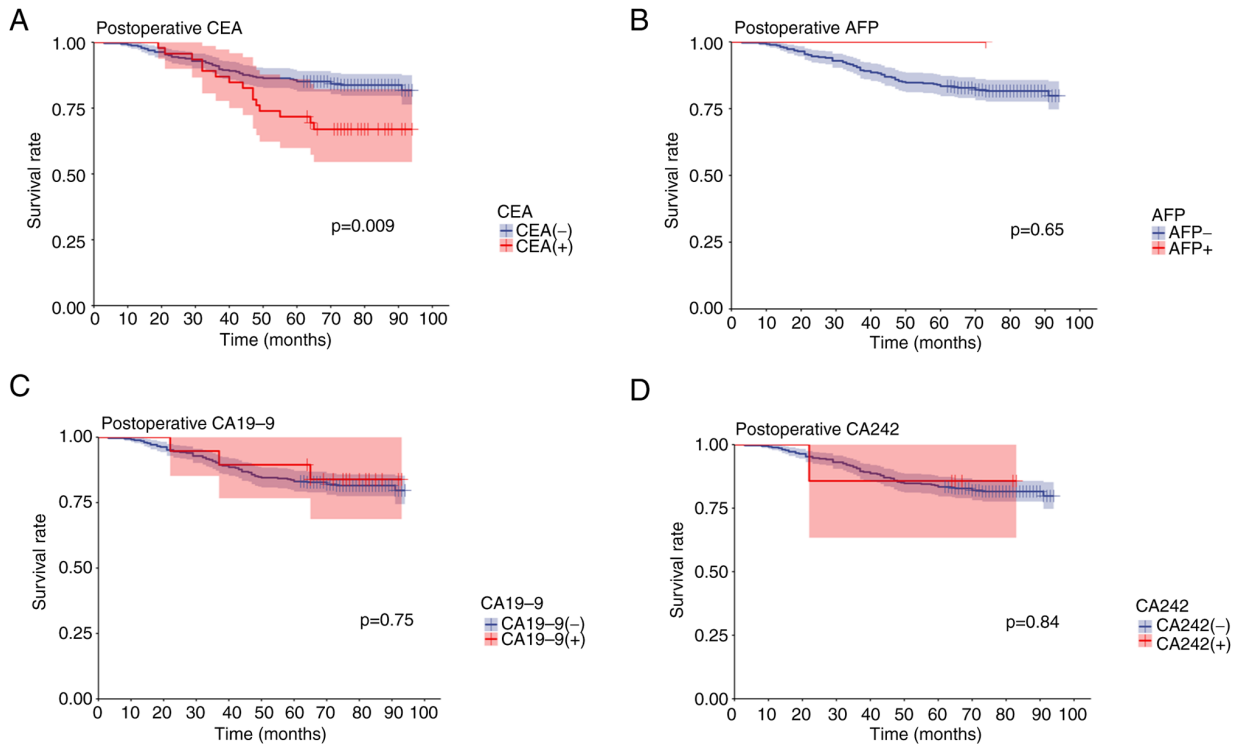 A
Postoperative CEA
1.00
0.75
0.50
0.25
0.00
Survival rate
p=0.009
CEA
CEA(−)
CEA(+)
0 10 20 30 40 50 60 70 80 90 100
Time (months)
B
Postoperative AFP
1.00
0.75
0.50
0.25
0.00
Survival rate
p=0.65
AFP
AFP−
AFP+
0 10 20 30 40 50 60 70 80 90 100
Time (months)
C
Postoperative CA19−9
1.00
0.75
0.50
0.25
0.00
Survival rate
p=0.75
CA19−9
CA19−9(−)
CA19−9(+)
0 10 20 30 40 50 60 70 80 90 100
Time (months)
D
Postoperative CA242
1.00
0.75
0.50
0.25
0.00
Survival rate
p=0.84
CA242
CA242(−)
CA242(+)
0 10 20 30 40 50 60 70 80 90 100
Time (months)